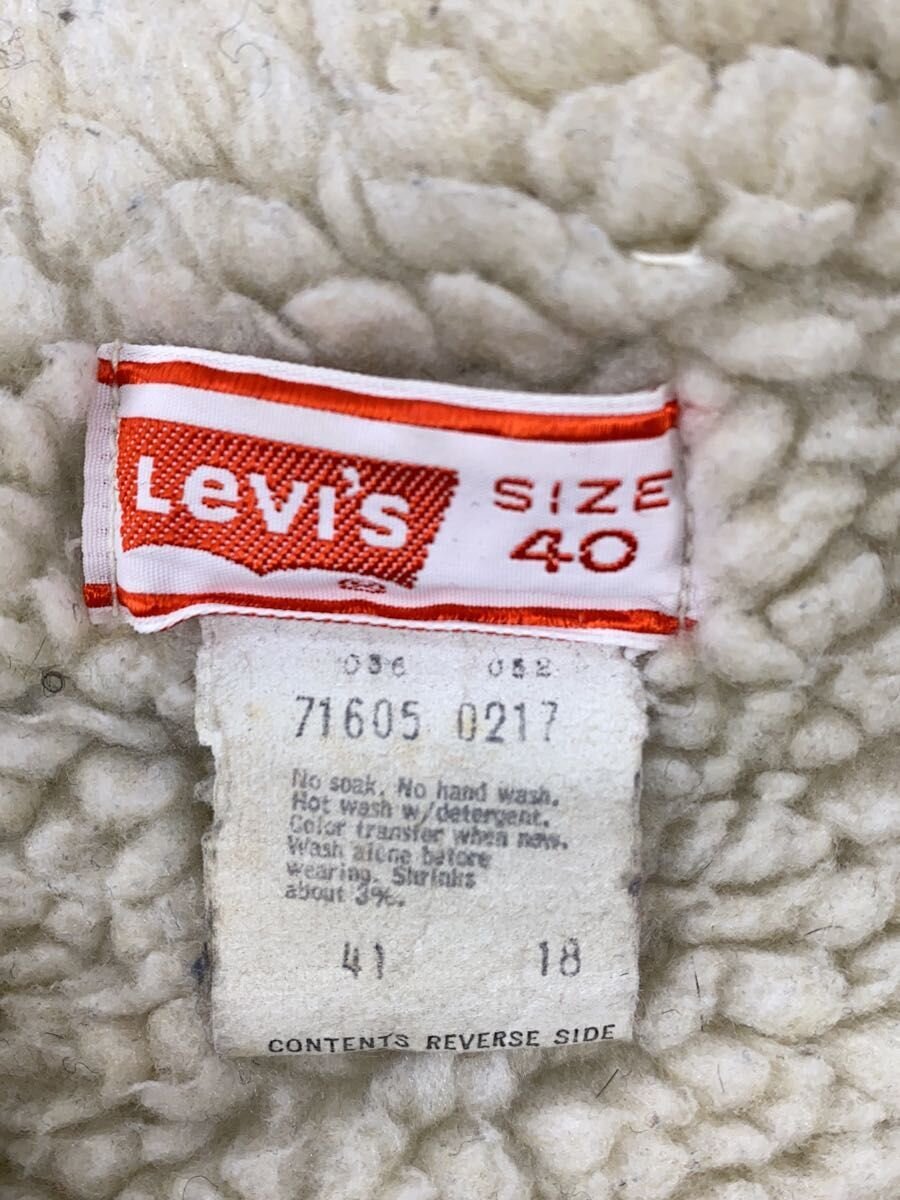 Levi's SIZE
40
®
036 052
71605 0217
No soak. No hand wash.
Hot wash w/detergent.
Color transfer when new.
Wash alone before
wearing. Shrinks
about 3%.
41 18
CONTENTS REVERSE SIDE